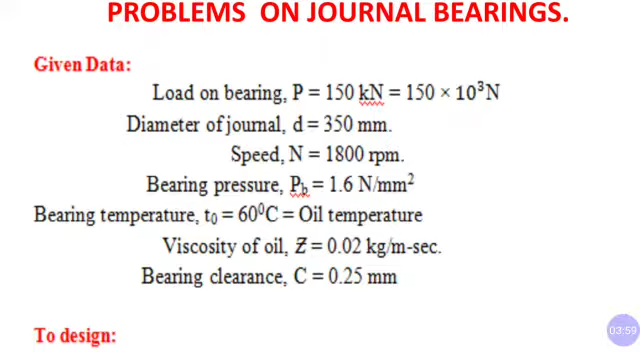 PROBLEMS ON JOURNAL BEARINGS.
Given Data:
Load on bearing, P = 150 kN = 150 × 10³N
Diameter of journal, d = 350 mm.
Speed, N = 1800 rpm.
Bearing pressure, P_b = 1.6 N/mm²
Bearing temperature, t₀ = 60⁰C = Oil temperature
Viscosity of oil, Ƶ = 0.02 kg/m-sec.
Bearing clearance, C = 0.25 mm
03:59
To design: